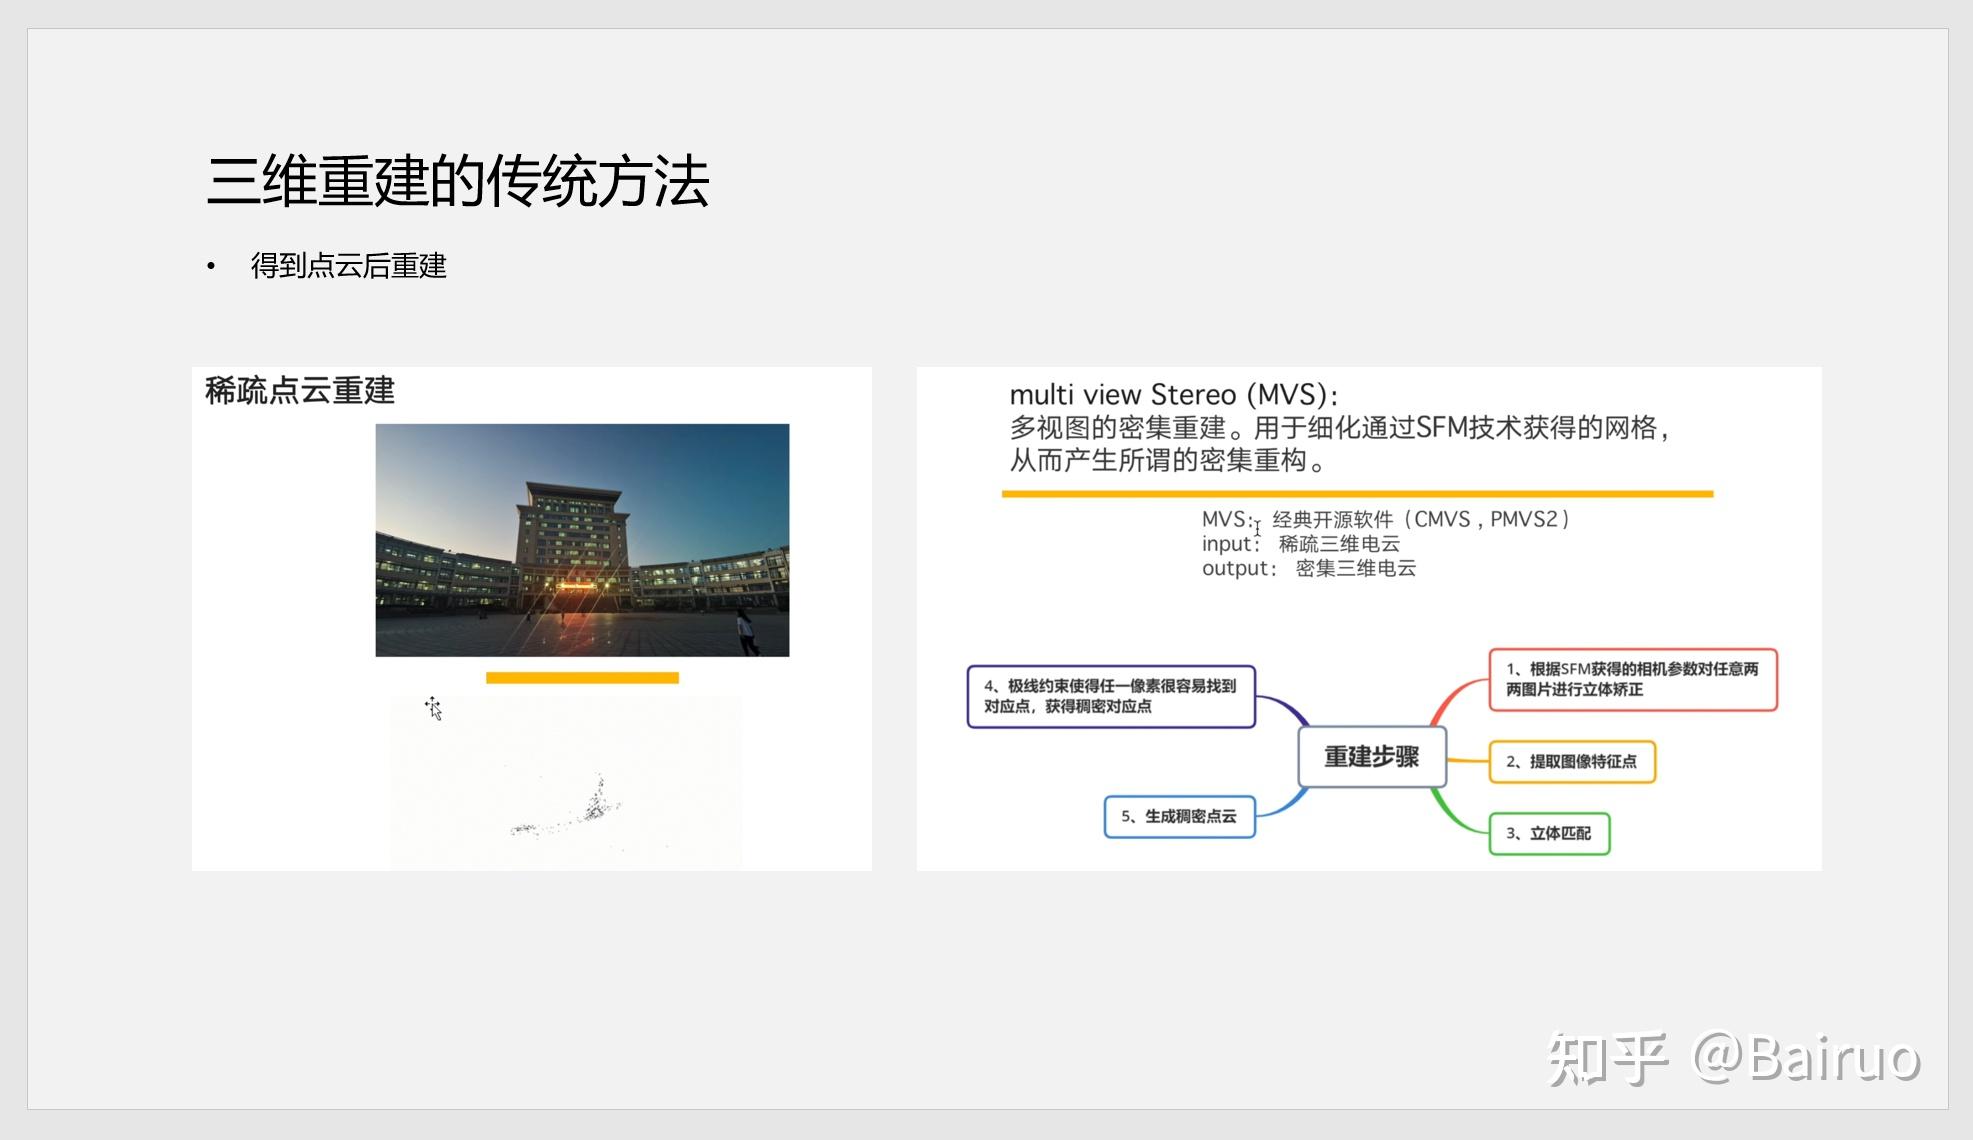 三维重建的传统方法
• 得到点云后重建
稀疏点云重建
multi view Stereo (MVS):
多视图的密集重建。用于细化通过SFM技术获得的网格，
从而产生所谓的密集重构。
MVS: 经典开源软件（CMVS , PMVS2）
input: 稀疏三维电云
output: 密集三维电云
1、根据SFM获得的相机参数对任意两
两图片进行立体矫正
4、极线约束使得任一像素很容易找到
对应点，获得稠密对应点
重建步骤
2、提取图像特征点
5、生成稠密点云
3、立体匹配
知乎 @Bairuo